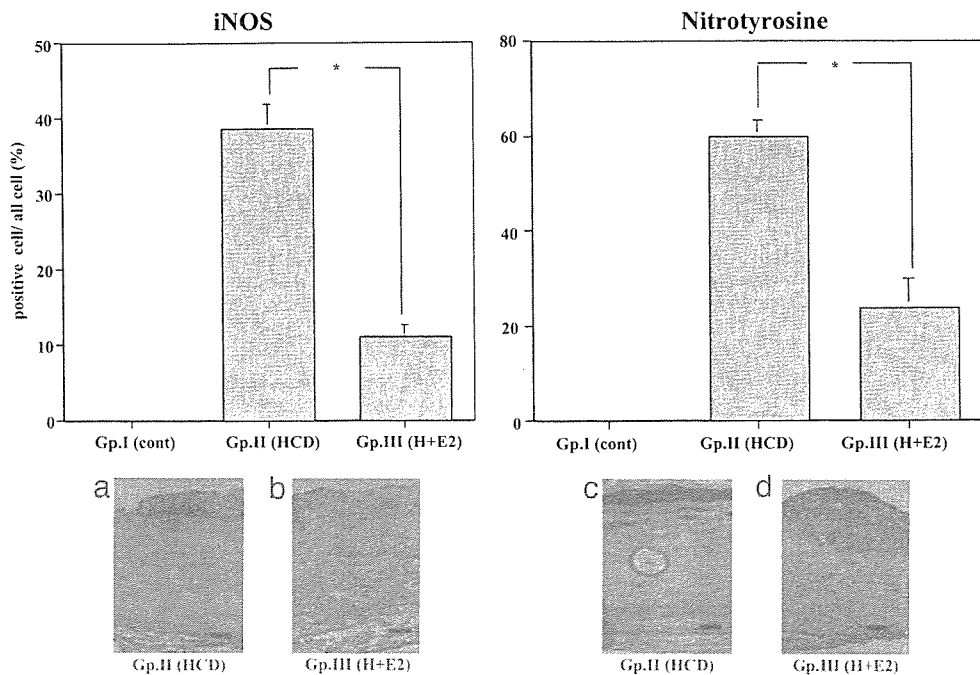 iNOS
positive cell/ all cell (%)
50
40
30
20
10
0
*
Gp.I (cont) Gp.II (HCD) Gp.III (H+E2)
Nitrotyrosine
80
60
40
20
0
*
Gp.I (cont) Gp.II (HCD) Gp.III (H+E2)
a b c d
Gp.II (HCD) Gp.III (H+E2) Gp.II (HCD) Gp.III (H+E2)